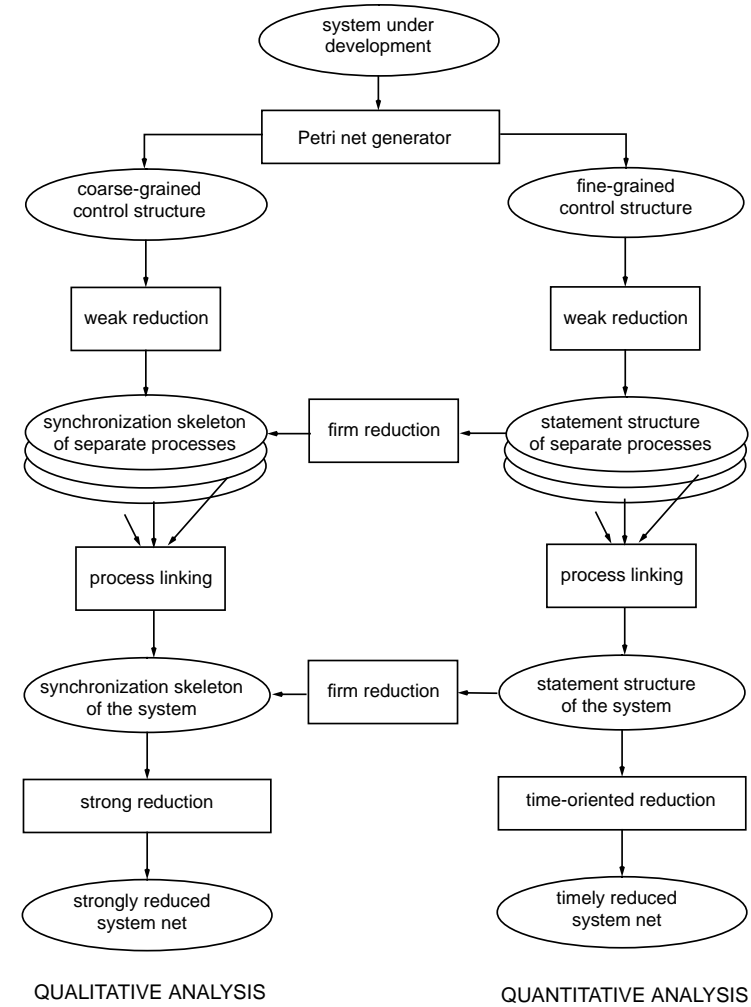 system under
development
Petri net generator
coarse-grained
control structure
fine-grained
control structure
weak reduction
weak reduction
synchronization skeleton
of separate processes
firm reduction
statement structure
of separate processes
process linking
process linking
synchronization skeleton
of the system
firm reduction
statement structure
of the system
strong reduction
time-oriented reduction
strongly reduced
system net
timely reduced
system net
QUALITATIVE ANALYSIS
QUANTITATIVE ANALYSIS